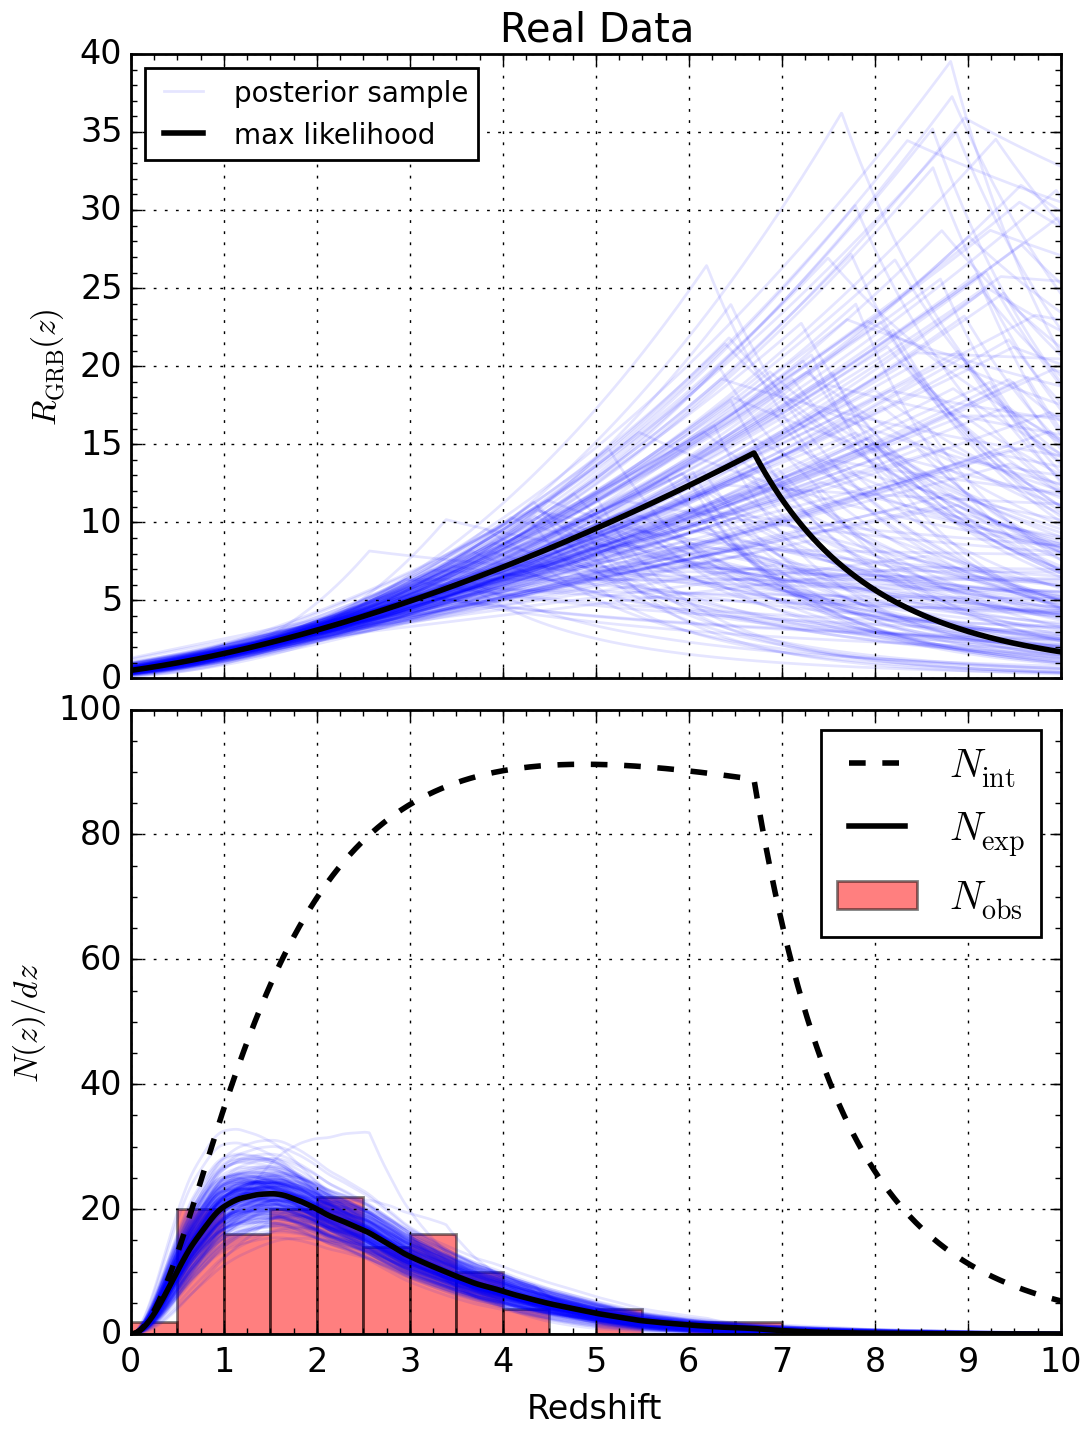 Real Data
40
35
30
25
20
15
10
5
0
posterior sample
max likelihood
R_GRB(z)
100
80
60
40
20
0
N_int
N_exp
N_obs
N(z)/dz
0 1 2 3 4 5 6 7 8 9 10
Redshift